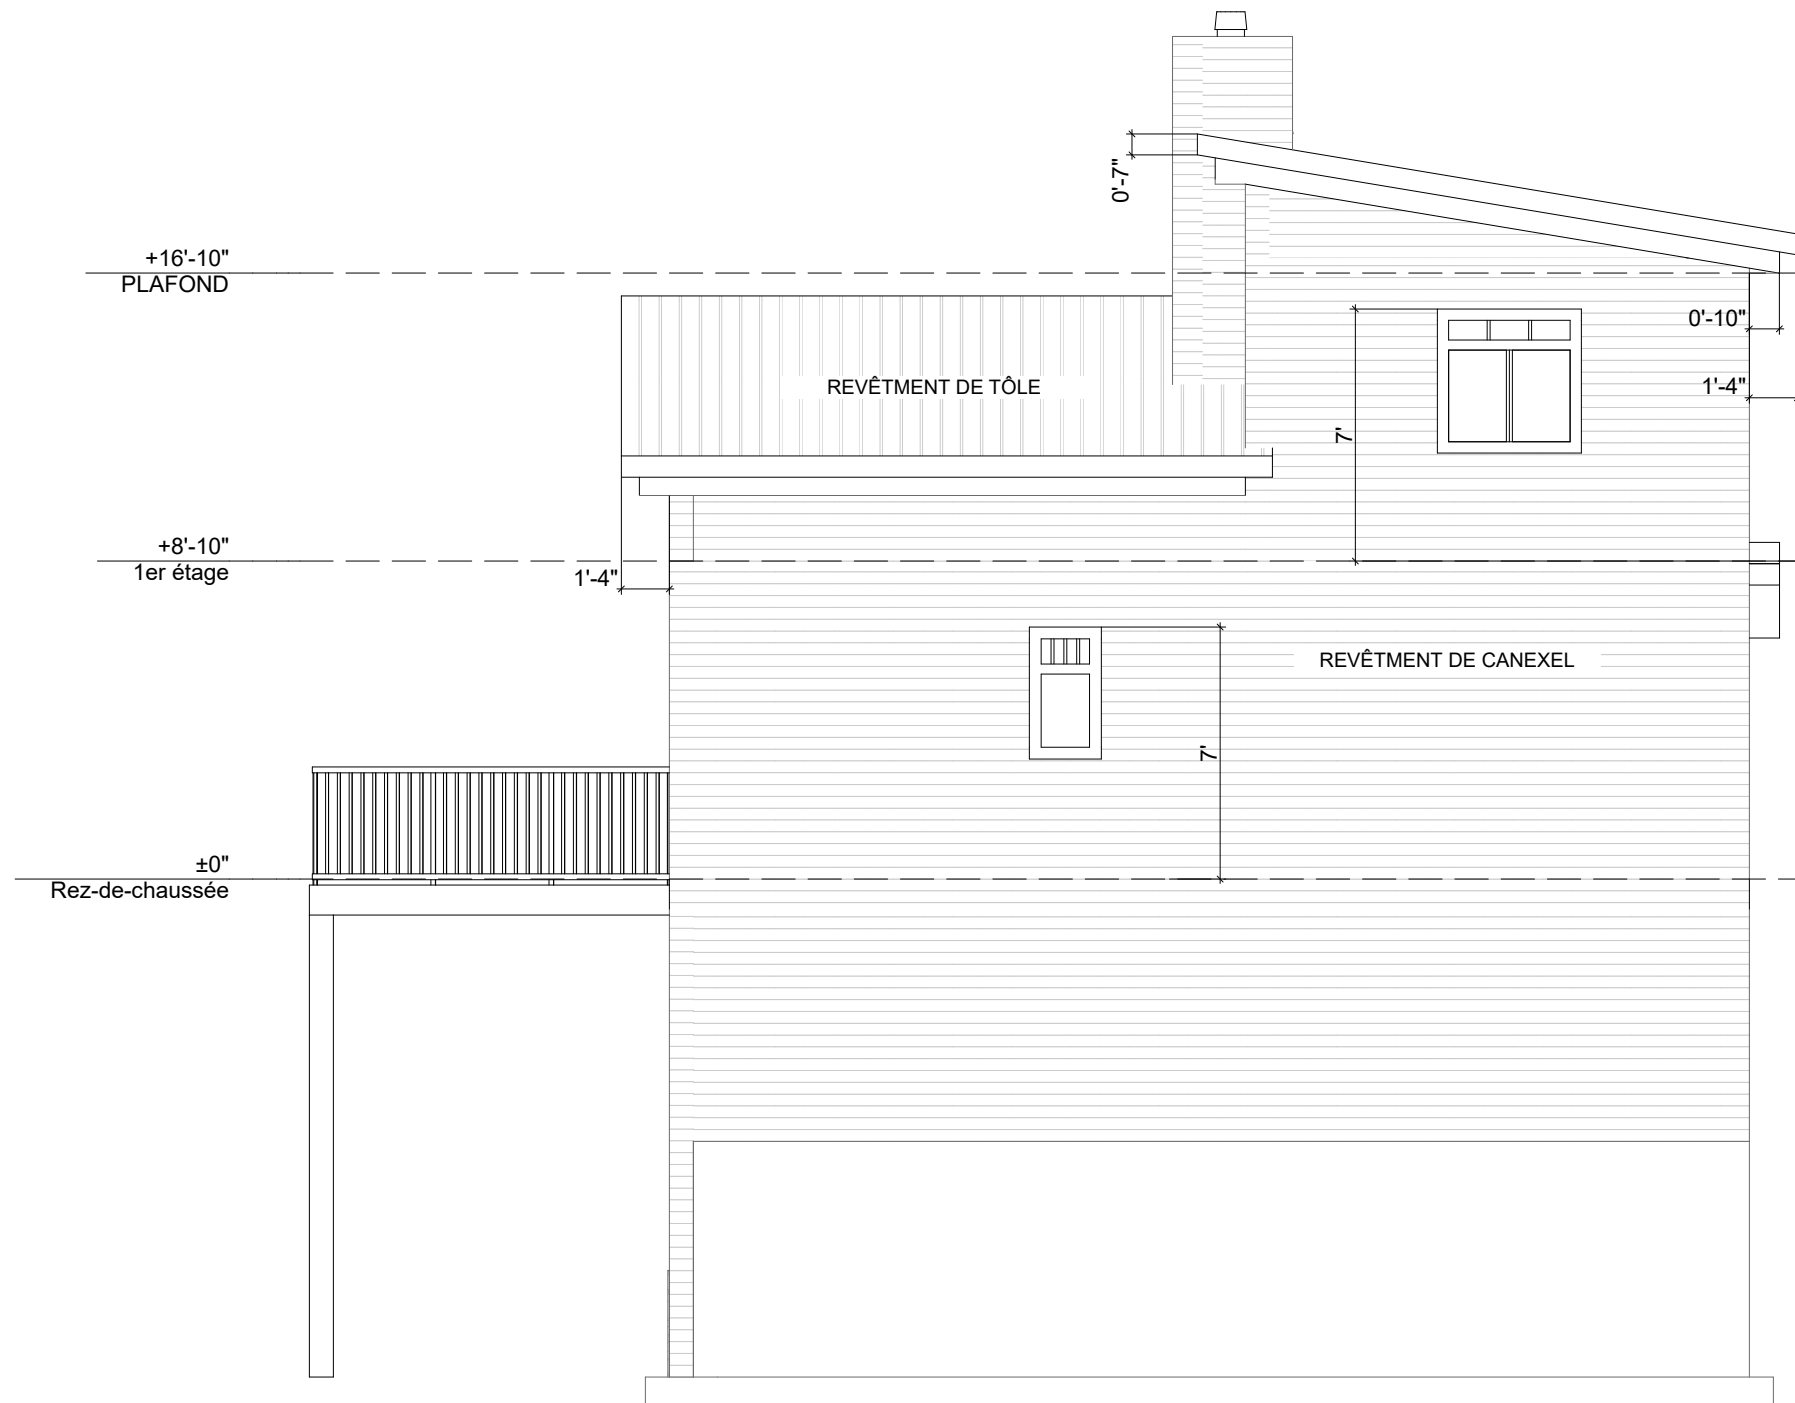 0'-7"
+16'-10"
PLAFOND
0'-10"
REVÊTMENT DE TÔLE
1'-4"
7'
+8'-10"
1er étage
1'-4"
REVÊTMENT DE CANEXEL
7'
±0"
Rez-de-chaussée